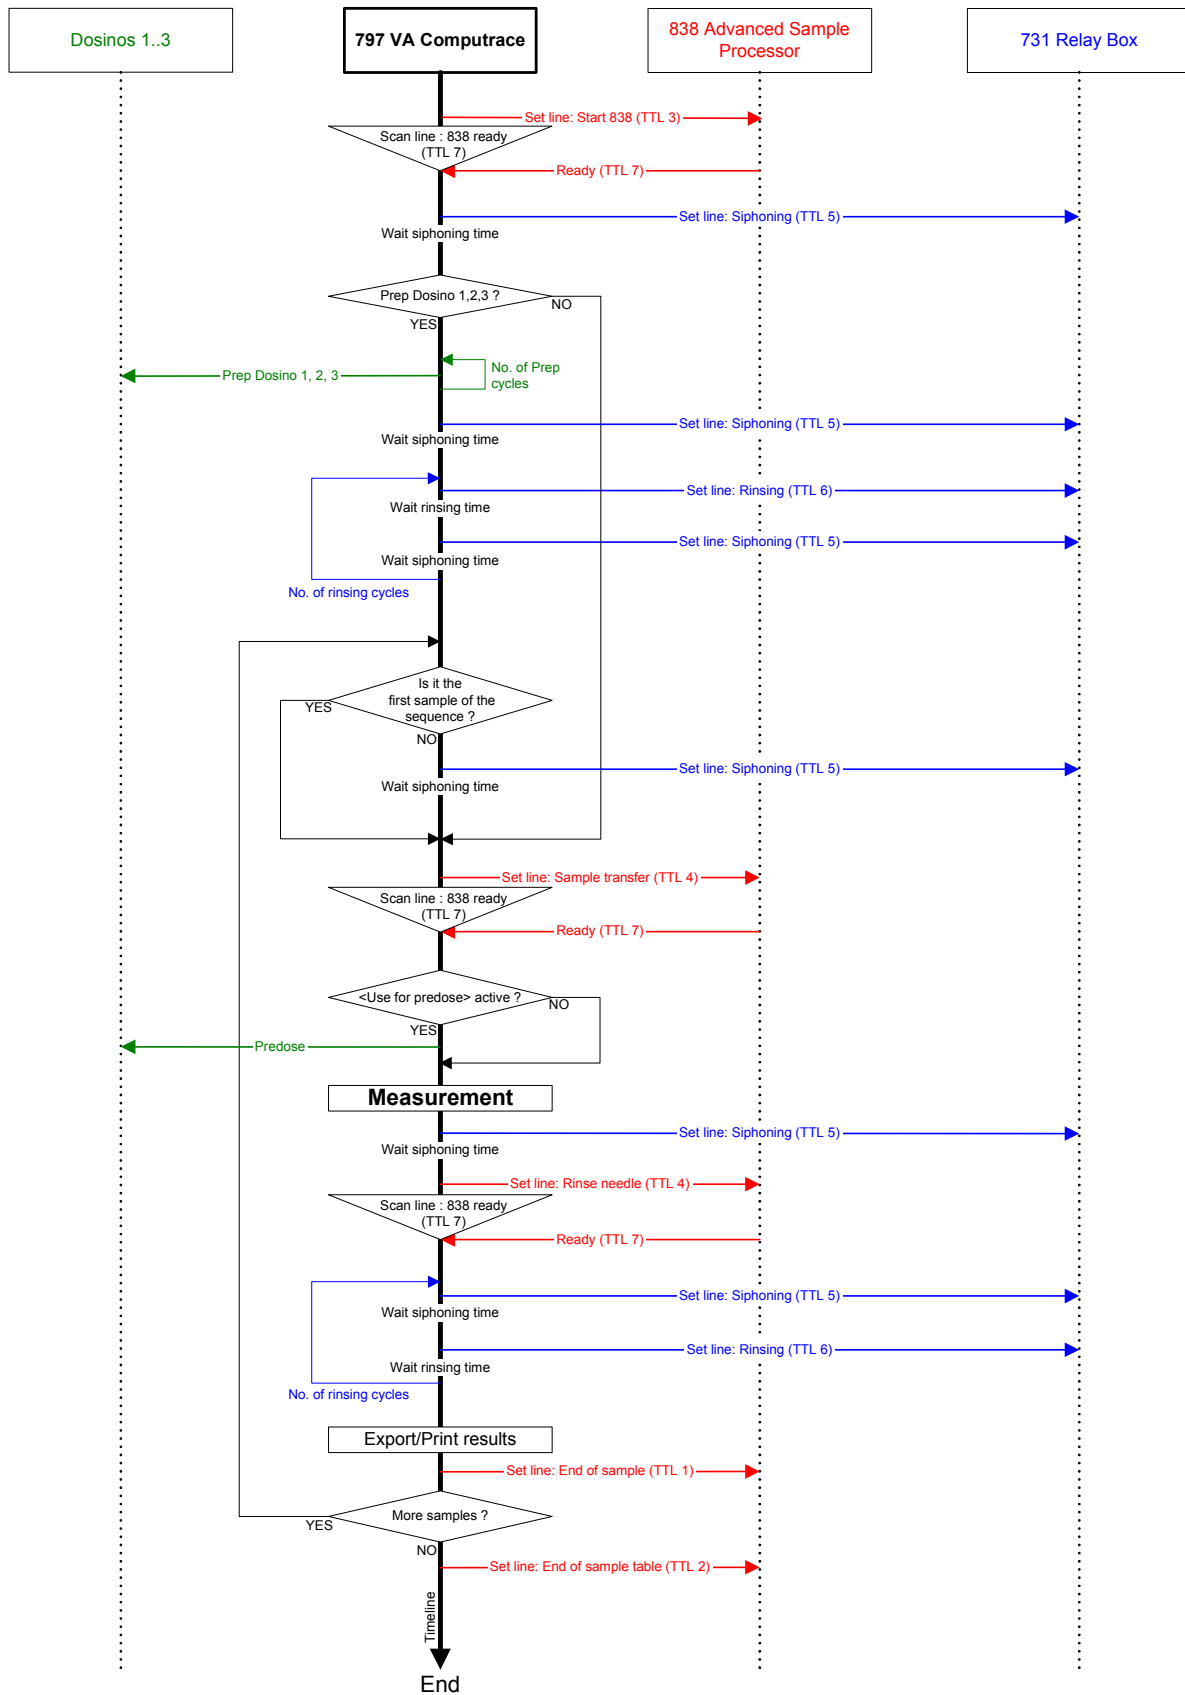 Dosinos 1..3
797 VA Computrace
838 Advanced Sample
Processor
731 Relay Box
Set line: Start 838 (TTL 3)
Scan line : 838 ready
(TTL 7)
Ready (TTL 7)
Set line: Siphoning (TTL 5)
Wait siphoning time
Prep Dosino 1,2,3 ?
NO
YES
No. of Prep
cycles
Prep Dosino 1, 2, 3
Set line: Siphoning (TTL 5)
Wait siphoning time
Set line: Rinsing (TTL 6)
Wait rinsing time
Set line: Siphoning (TTL 5)
Wait siphoning time
No. of rinsing cycles
Is it the
first sample of the
sequence ?
YES
NO
Set line: Siphoning (TTL 5)
Wait siphoning time
Set line: Sample transfer (TTL 4)
Scan line : 838 ready
(TTL 7)
Ready (TTL 7)
<Use for predose> active ?
NO
YES
Predose
Measurement
Set line: Siphoning (TTL 5)
Wait siphoning time
Set line: Rinse needle (TTL 4)
Scan line : 838 ready
(TTL 7)
Ready (TTL 7)
Set line: Siphoning (TTL 5)
Wait siphoning time
Set line: Rinsing (TTL 6)
Wait rinsing time
No. of rinsing cycles
Export/Print results
Set line: End of sample (TTL 1)
More samples ?
YES
NO
Set line: End of sample table (TTL 2)
Timeline
End